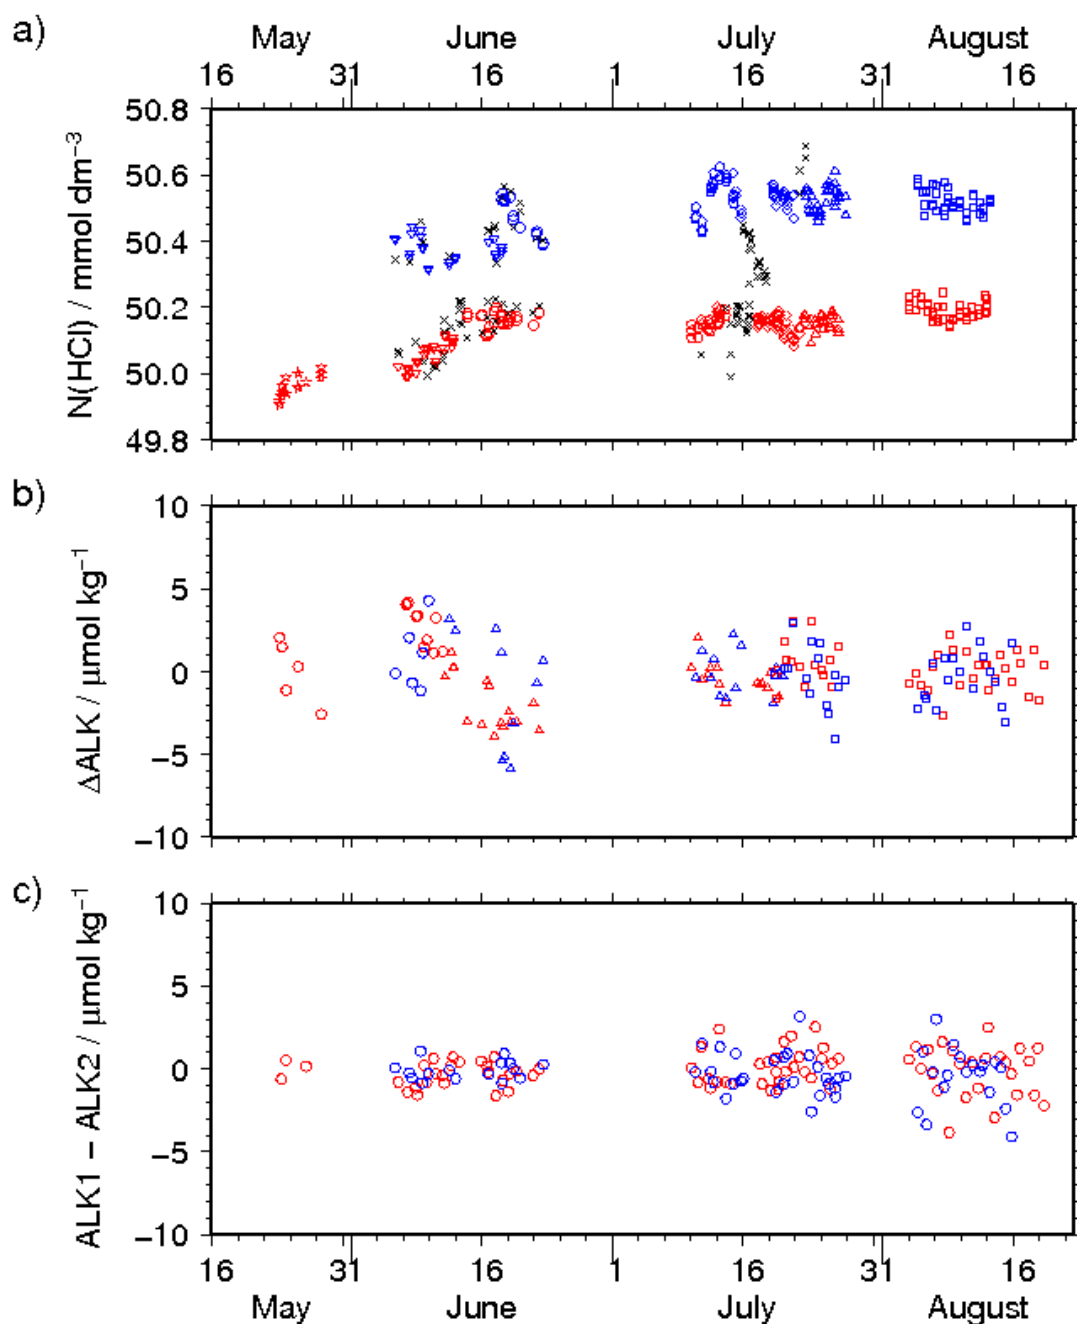 a)
May June July August
16 31 16 1 16 31 16
N(HCl) / mmol dm⁻³
50.8
50.6
50.4
50.2
50.0
49.8
b)
ΔALK / μmol kg⁻¹
10
5
0
−5
−10
c)
ALK1 − ALK2 / μmol kg⁻¹
10
5
0
−5
−10
16 31 16 1 16 31 16
May June July August